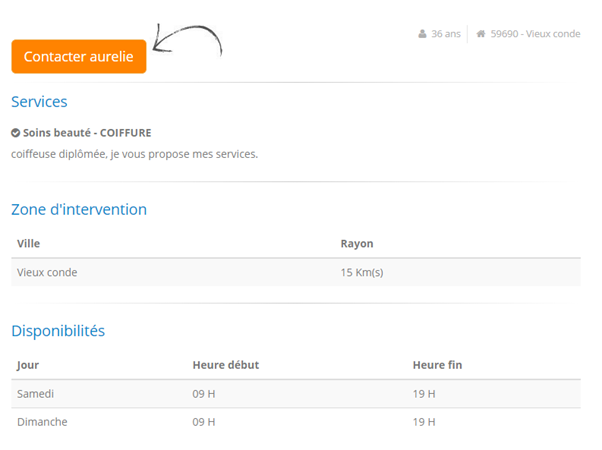 36 ans 59690 - Vieux conde
Contacter aurelie
Services
Soins beauté - COIFFURE
coiffeuse diplômée, je vous propose mes services.
Zone d'intervention
Ville Rayon
Vieux conde 15 Km(s)
Disponibilités
Jour Heure début Heure fin
Samedi 09 H 19 H
Dimanche 09 H 19 H